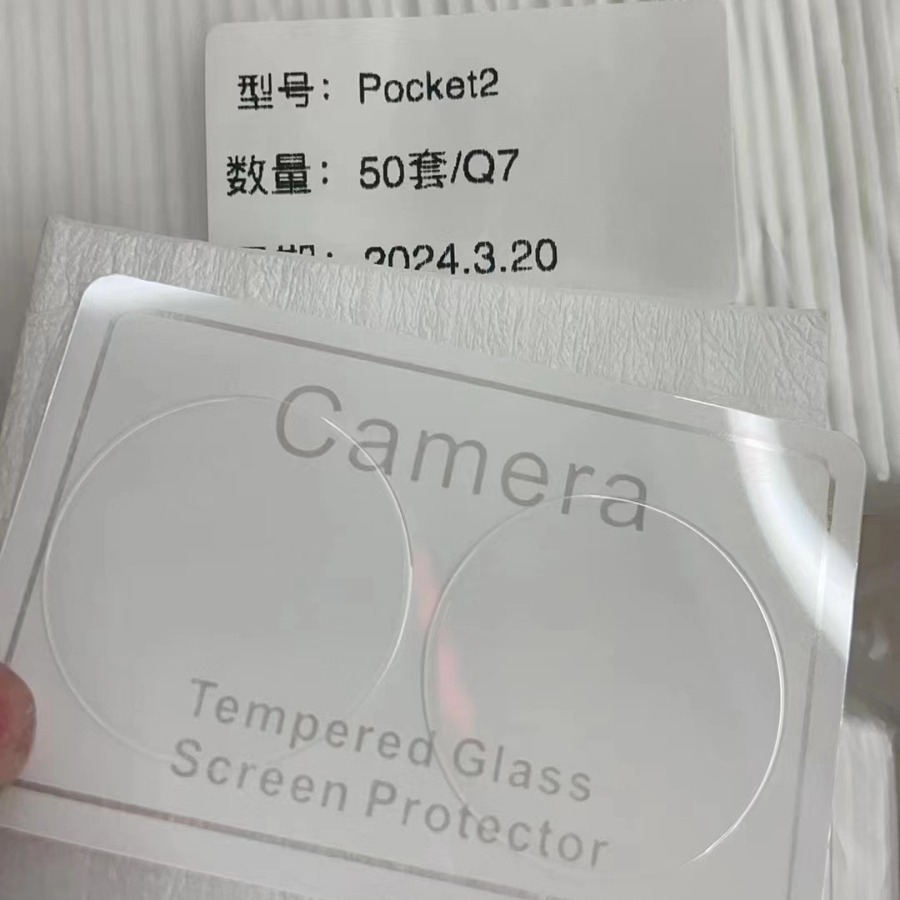 型号：Pocket2
数量：50套/Q7
2024.3.20
Camera
Tempered Glass
Screen Protector